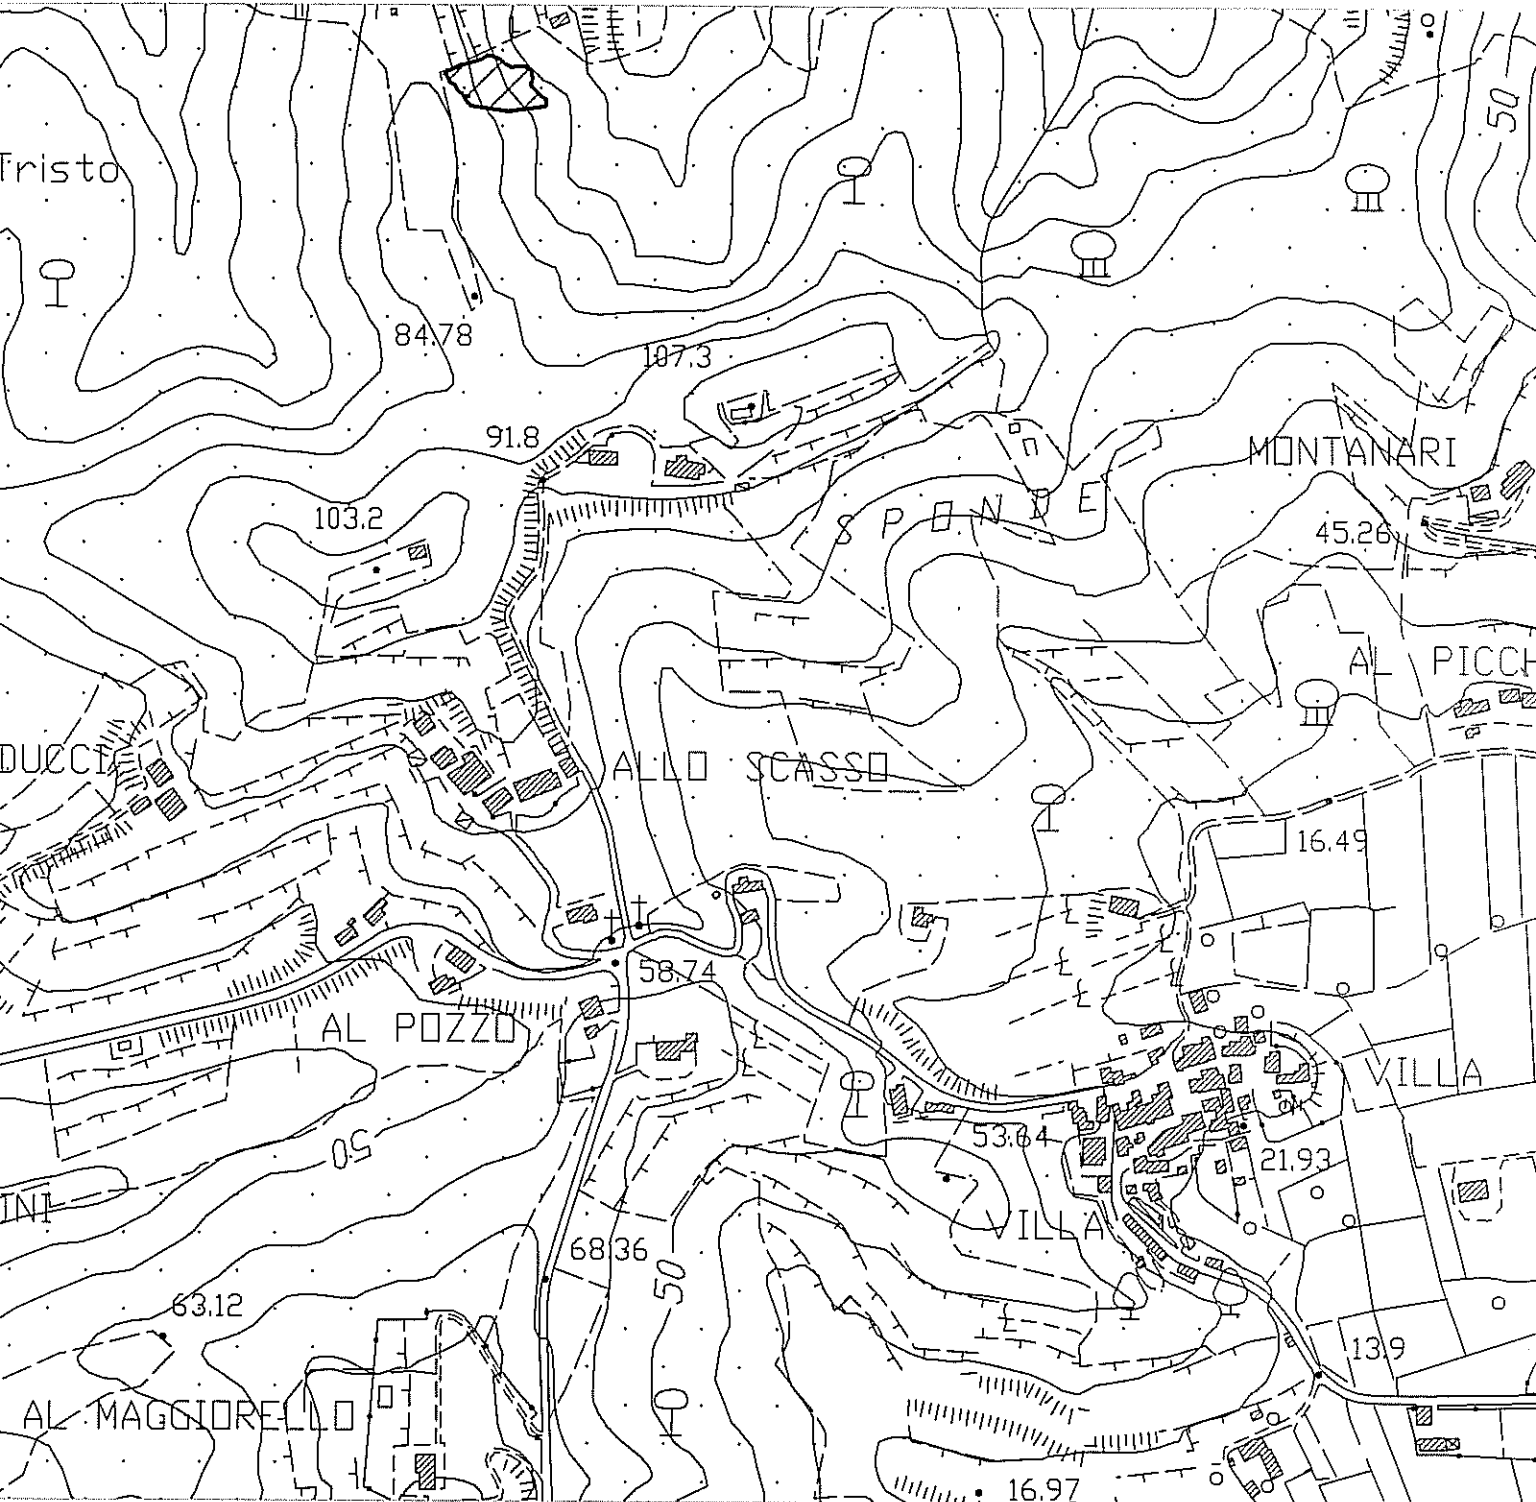 50
Tristo
84.78
107.3
91.8
MONTANARI
103.2
SPONDE
45.26
AL PICCH
DUCCI
ALLO SCASSO
16.49
58.74
AL POZZO
VILLA
50
53.64
21.93
INI
VILLA
68.36
50
63.12
13.9
AL MAGGIORELLO
16.97